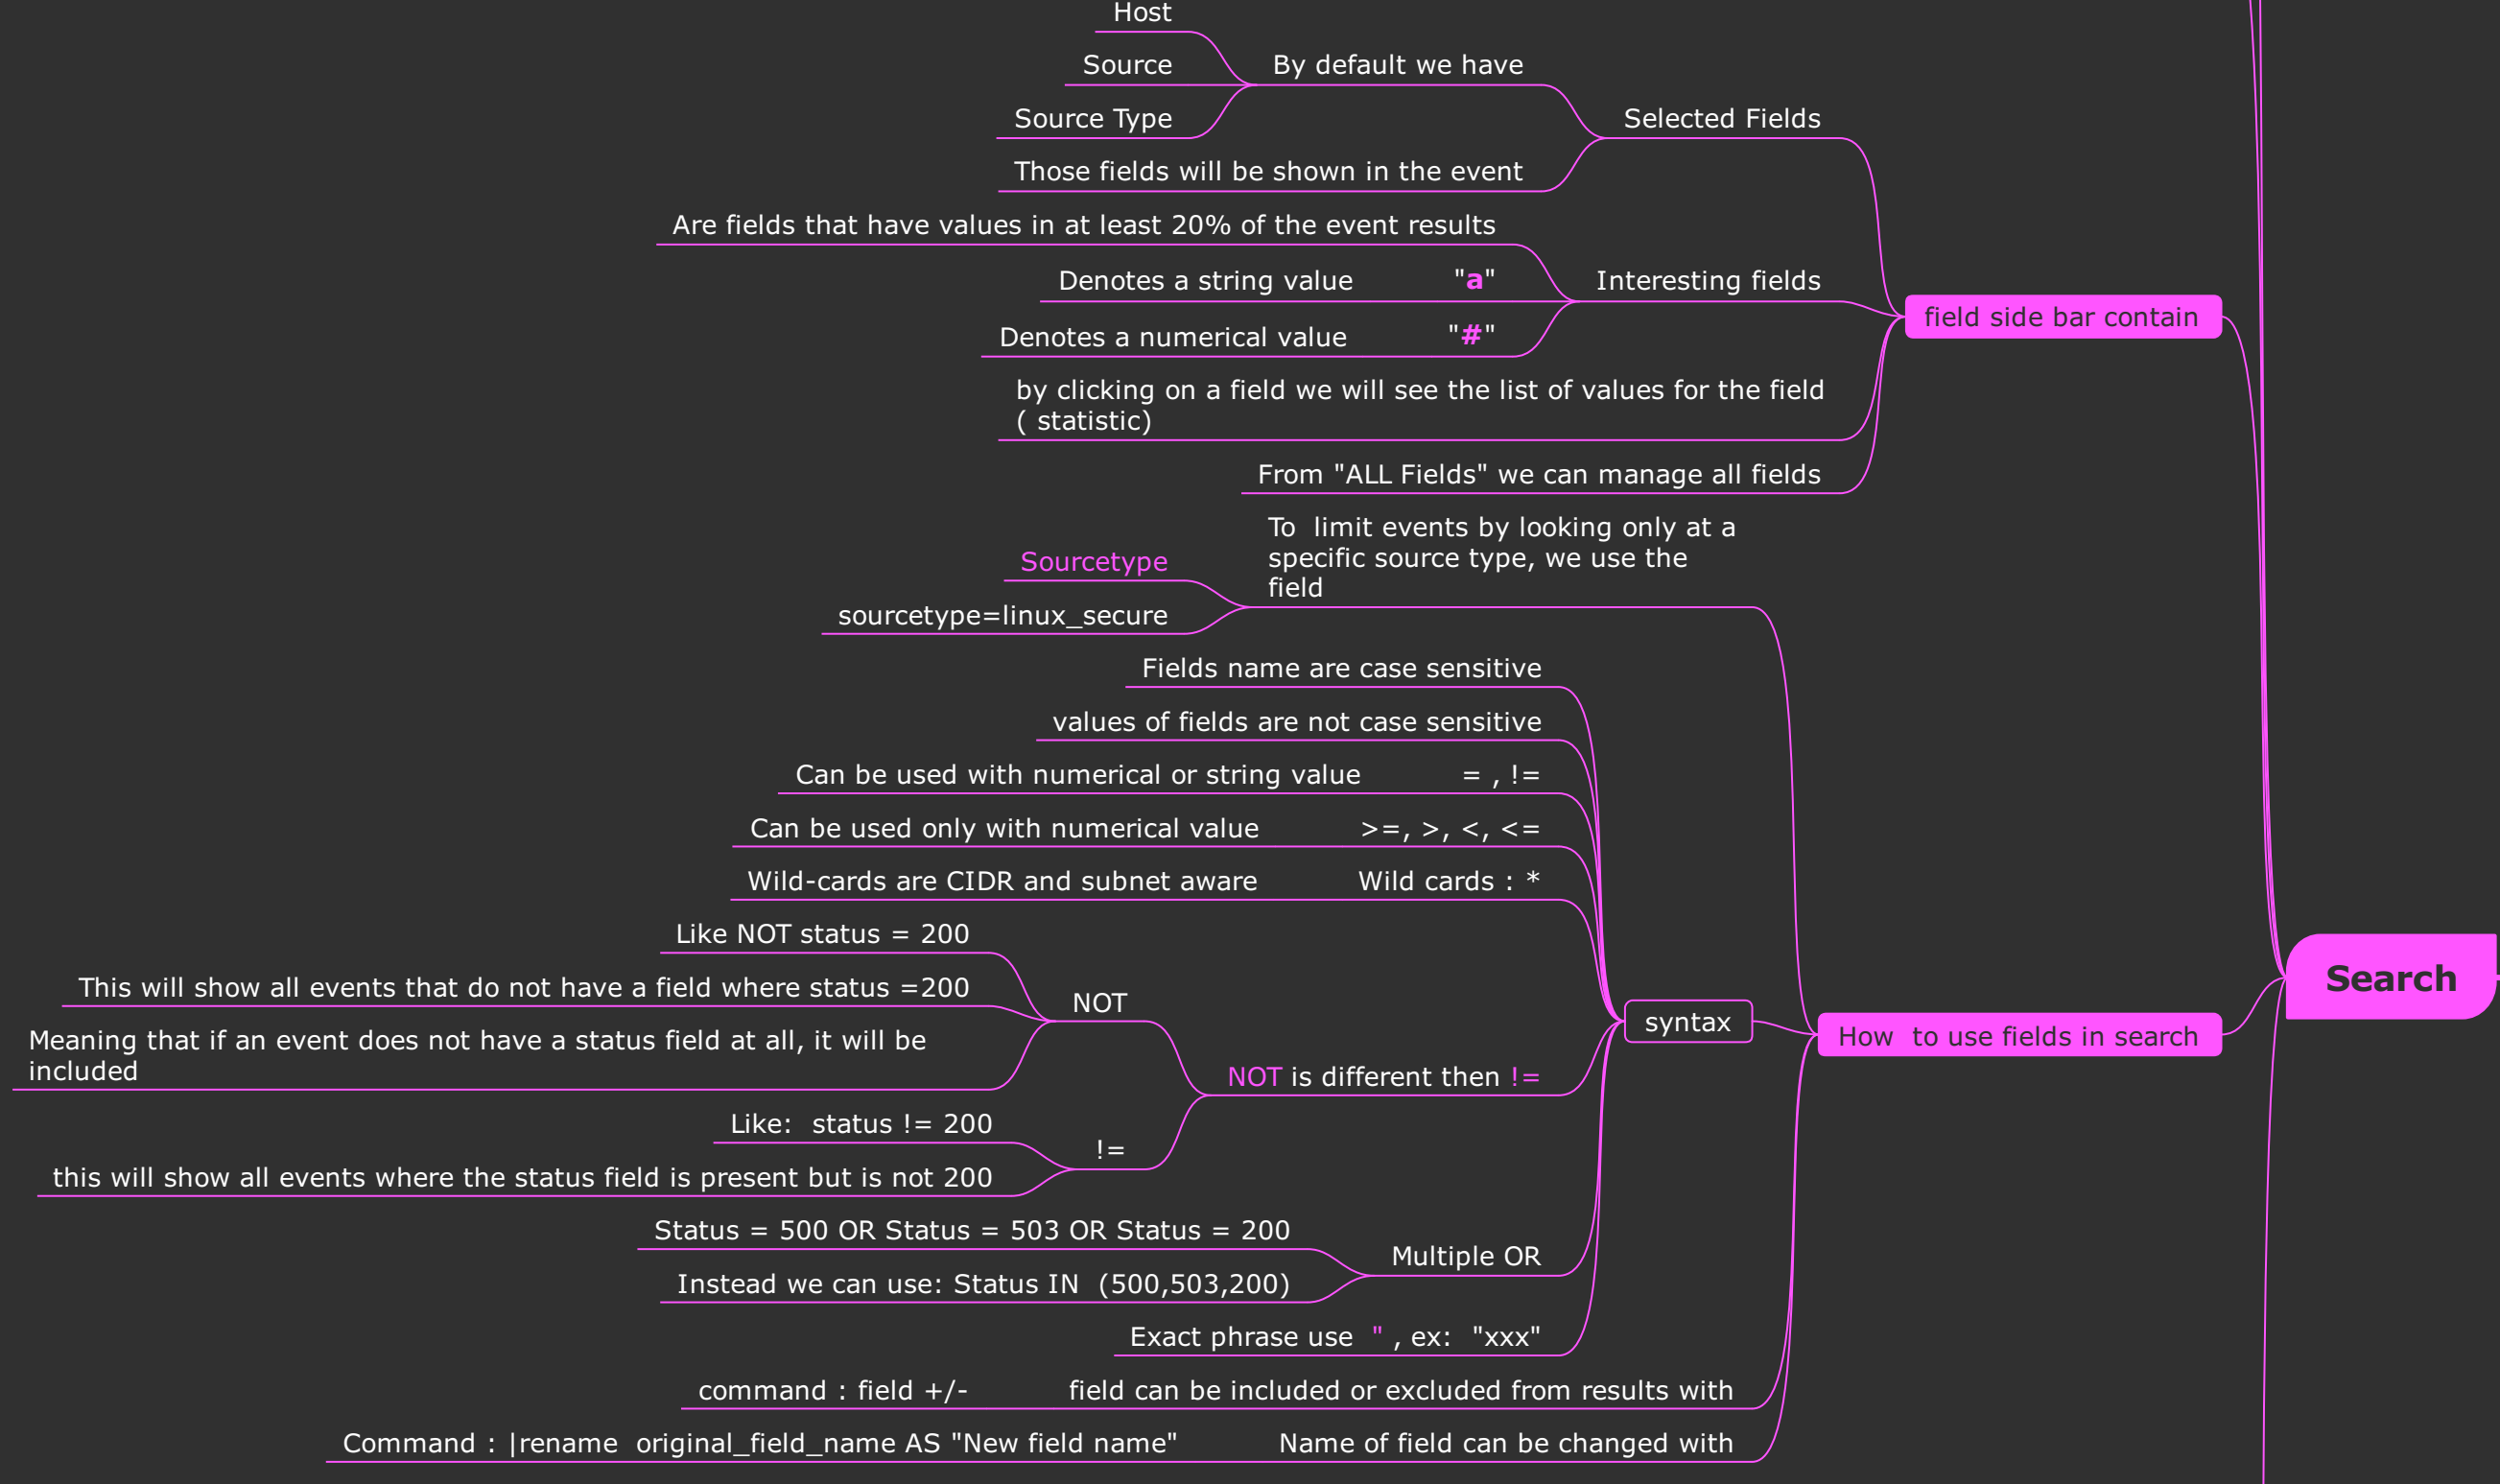 Host
Source
By default we have
Source Type
Selected Fields
Those fields will be shown in the event
Are fields that have values in at least 20% of the event results
Denotes a string value "a"
Interesting fields
Denotes a numerical value "#"
field side bar contain
by clicking on a field we will see the list of values for the field
( statistic)
From "ALL Fields" we can manage all fields
To  limit events by looking only at a
specific source type, we use the
field
Sourcetype
sourcetype=linux_secure
Fields name are case sensitive
values of fields are not case sensitive
Can be used with numerical or string value = , !=
Can be used only with numerical value >=, >, <, <=
Wild-cards are CIDR and subnet aware Wild cards : *
Like NOT status = 200
This will show all events that do not have a field where status =200
NOT
Meaning that if an event does not have a status field at all, it will be
included
NOT is different then !=
Like:  status != 200
!=
this will show all events where the status field is present but is not 200
syntax
How  to use fields in search
Search
Status = 500 OR Status = 503 OR Status = 200
Multiple OR
Instead we can use: Status IN  (500,503,200)
Exact phrase use  " , ex:  "xxx"
command : field +/- field can be included or excluded from results with
Command : |rename  original_field_name AS "New field name" Name of field can be changed with